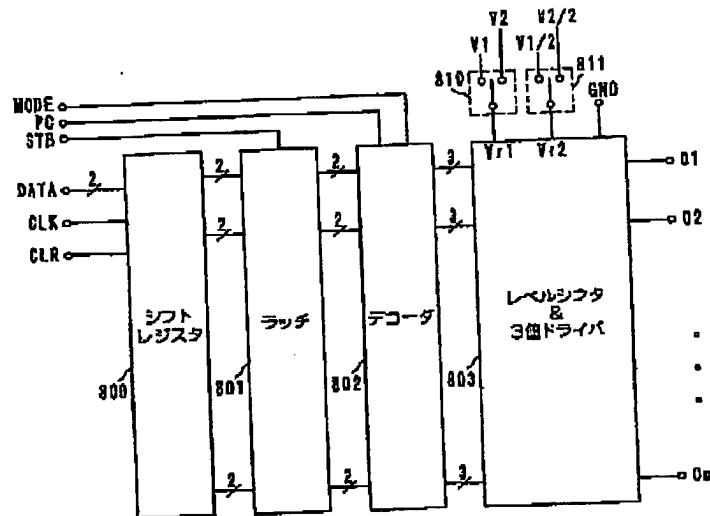 V2
V2/2
V1
V1/2
810
811
GND
MODE
PC
STB
Vr1
Vr2
DATA
2
2
2
3
O1
CLK
2
2
3
O2
CLR
シフト
レジスタ
ラッチ
デコーダ
レベルシフタ
&
3値ドライバ
800
801
802
803
2
2
3